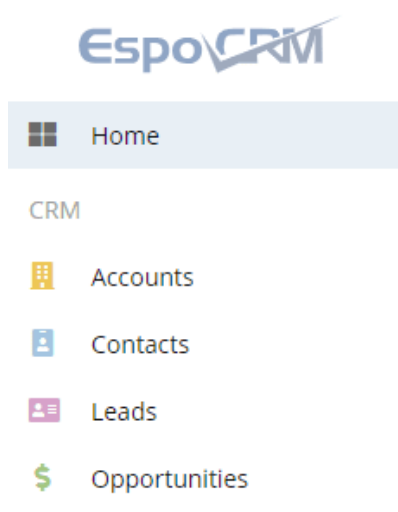 EspoCRM
Home
CRM
Accounts
Contacts
Leads
Opportunities